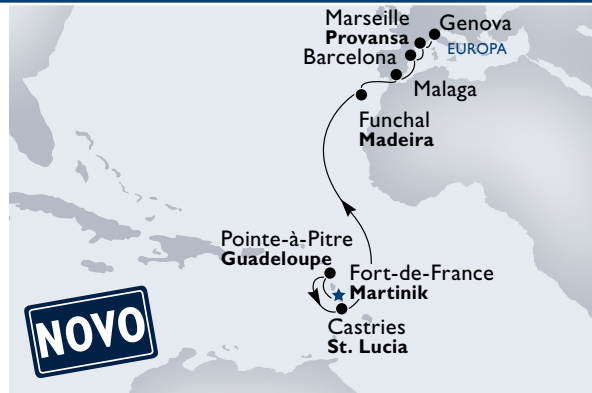 Marseille
Provansa
Genova
EUROPA
Barcelona
Malaga
Funchal
Madeira
Pointe-à-Pitre
Guadeloupe
Fort-de-France
Martinik
Castries
St. Lucia
NOVO